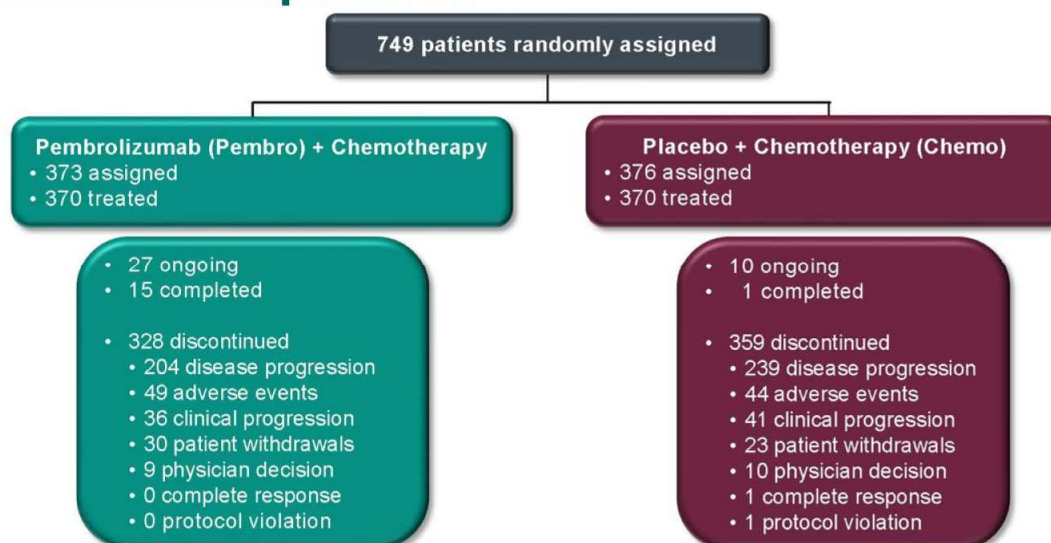 749 patients randomly assigned
Pembrolizumab (Pembro) + Chemotherapy
• 373 assigned
• 370 treated
Placebo + Chemotherapy (Chemo)
• 376 assigned
• 370 treated
• 27 ongoing
• 15 completed
• 328 discontinued
• 204 disease progression
• 49 adverse events
• 36 clinical progression
• 30 patient withdrawals
• 9 physician decision
• 0 complete response
• 0 protocol violation
• 10 ongoing
• 1 completed
• 359 discontinued
• 239 disease progression
• 44 adverse events
• 41 clinical progression
• 23 patient withdrawals
• 10 physician decision
• 1 complete response
• 1 protocol violation